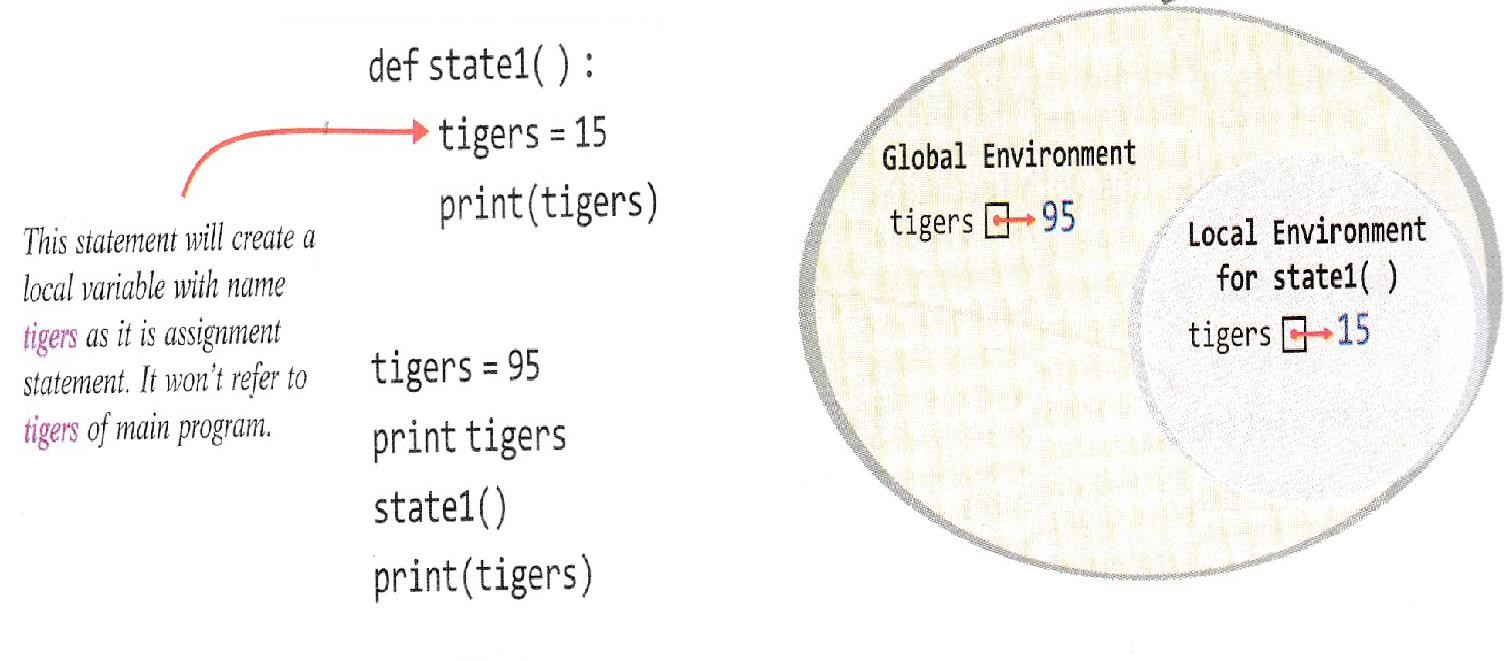 def state1( ) :
tigers = 15
print(tigers)
This statement will create a
local variable with name
tigers as it is assignment
statement. It won't refer to
tigers of main program.
tigers = 95
print tigers
state1()
print(tigers)
Global Environment
tigers 95
Local Environment
for state1( )
tigers 15